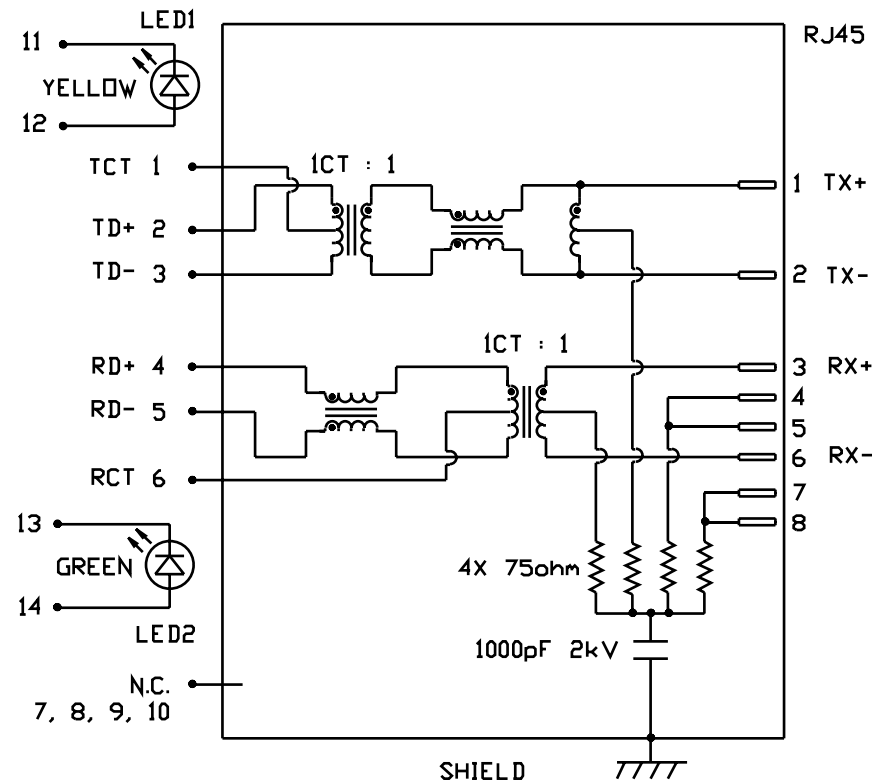 LED1
RJ45
11
YELLOW
12
TCT 1
1CT : 1
1 TX+
TD+ 2
TD- 3
2 TX-
1CT : 1
RD+ 4
3 RX+
4
RD- 5
5
6 RX-
RCT 6
7
13
8
GREEN
4X 75ohm
14
LED2
1000pF 2kV
N.C.
7, 8, 9, 10
SHIELD